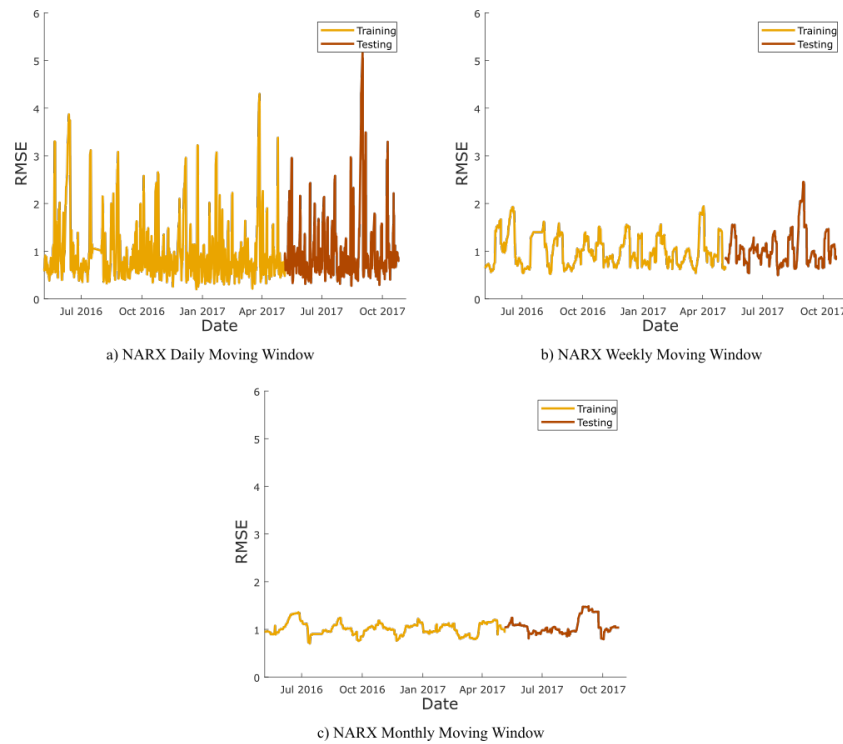 6
5
4
3
2
1
0
RMSE
Training
Testing
Jul 2016 Oct 2016 Jan 2017 Apr 2017 Jul 2017 Oct 2017
Date
a) NARX Daily Moving Window
6
5
4
3
2
1
0
RMSE
Training
Testing
Jul 2016 Oct 2016 Jan 2017 Apr 2017 Jul 2017 Oct 2017
Date
b) NARX Weekly Moving Window
6
5
4
3
2
1
0
RMSE
Training
Testing
Jul 2016 Oct 2016 Jan 2017 Apr 2017 Jul 2017 Oct 2017
Date
c) NARX Monthly Moving Window